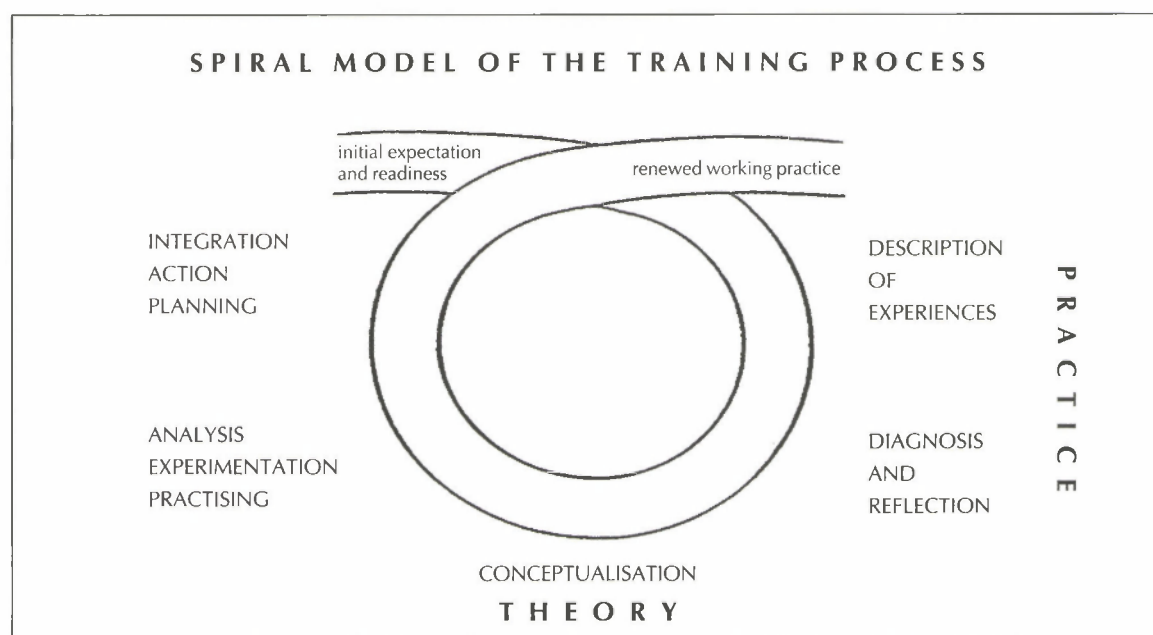 SPIRAL MODEL OF THE TRAINING PROCESS
initial expectation
and readiness
renewed working practice
INTEGRATION
ACTION
PLANNING
DESCRIPTION
OF
EXPERIENCES
PRACTICE
ANALYSIS
EXPERIMENTATION
PRACTISING
DIAGNOSIS
AND
REFLECTION
CONCEPTUALISATION
THEORY